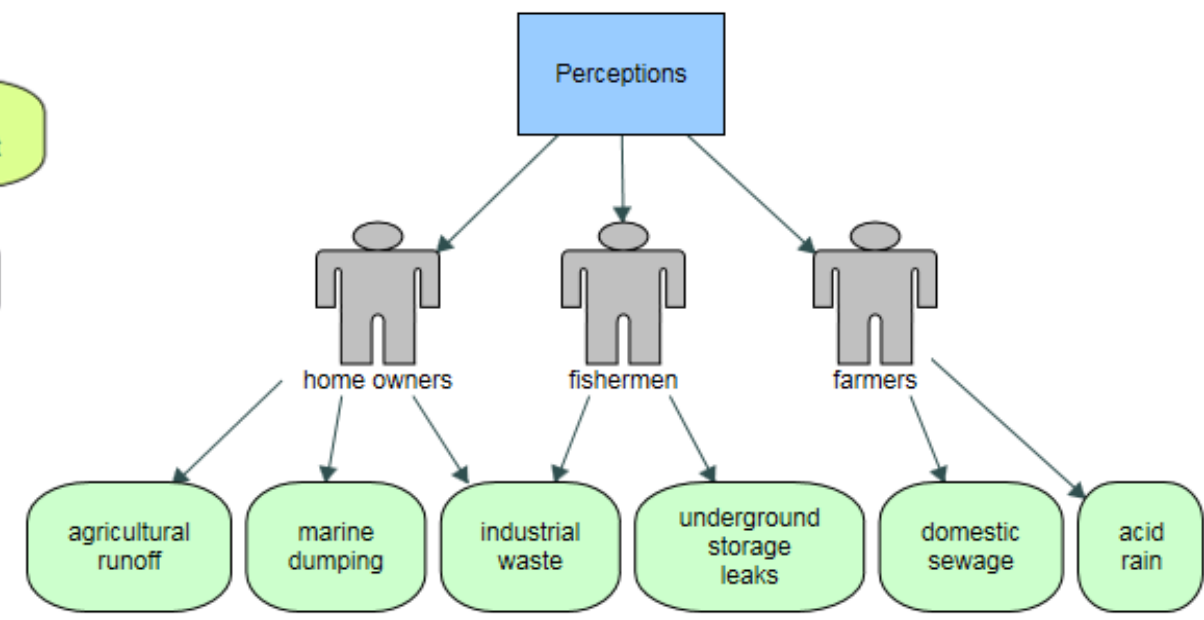 Perceptions
home owners
fishermen
farmers
agricultural
runoff
marine
dumping
industrial
waste
underground
storage
leaks
domestic
sewage
acid
rain